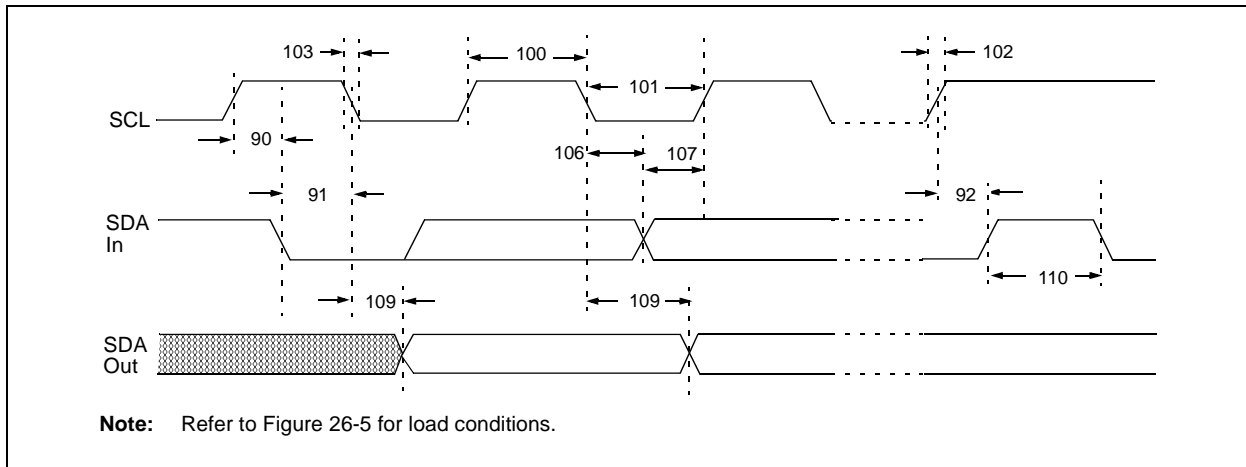 103
100
102
101
SCL
90
106
107
91
92
SDA
In
110
109
109
SDA
Out
Note: Refer to Figure 26-5 for load conditions.